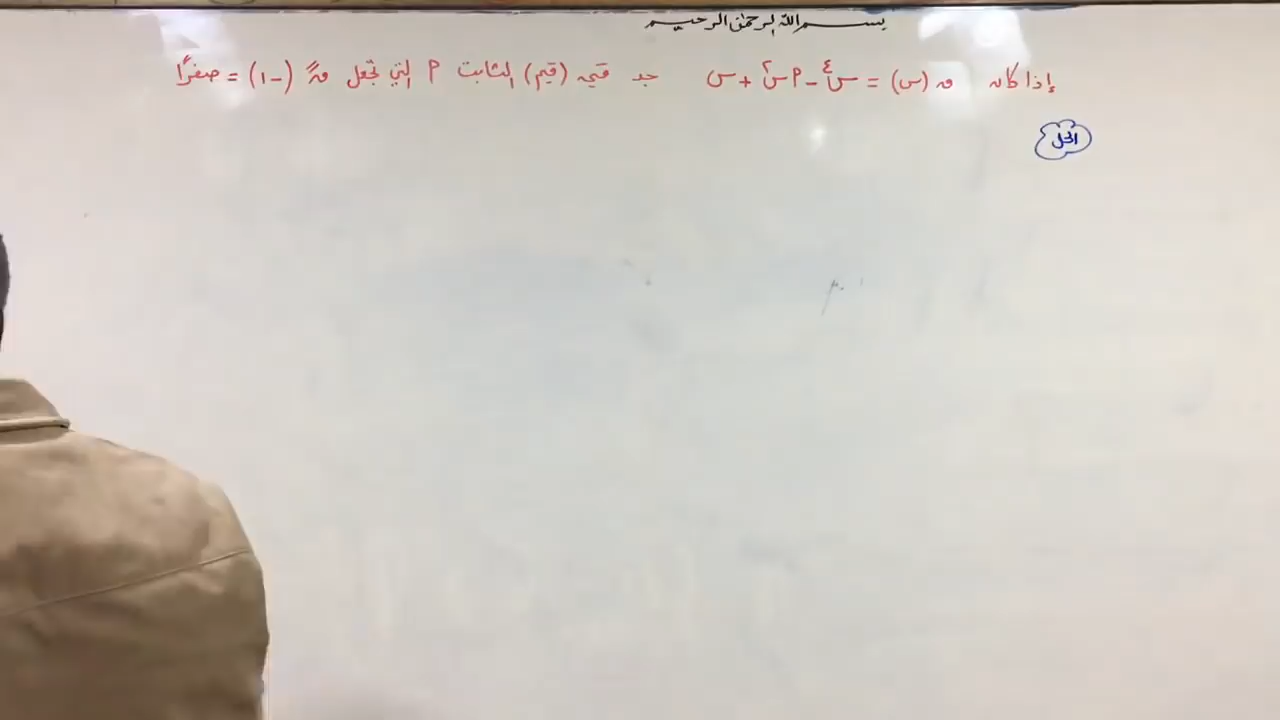 بسم الله الرحمن الرحيم
إذا كان ق (س) = س٤ - م س٢ + س جد قيمة (قيم) الثابت م التي تجعل ق ً (-١) = صفرًا
الحل